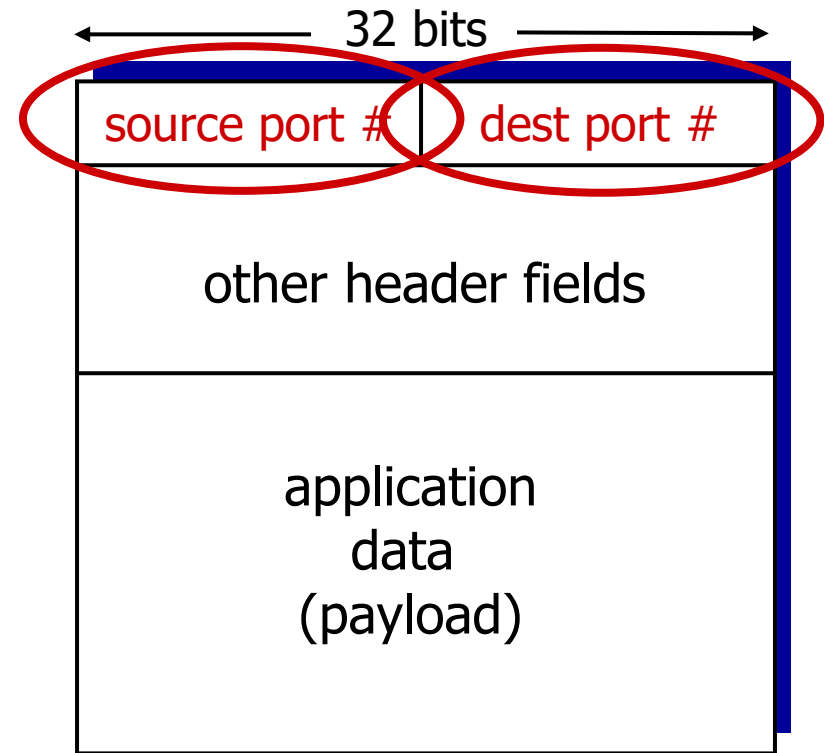 32 bits
source port # dest port #
other header fields
application
data
(payload)